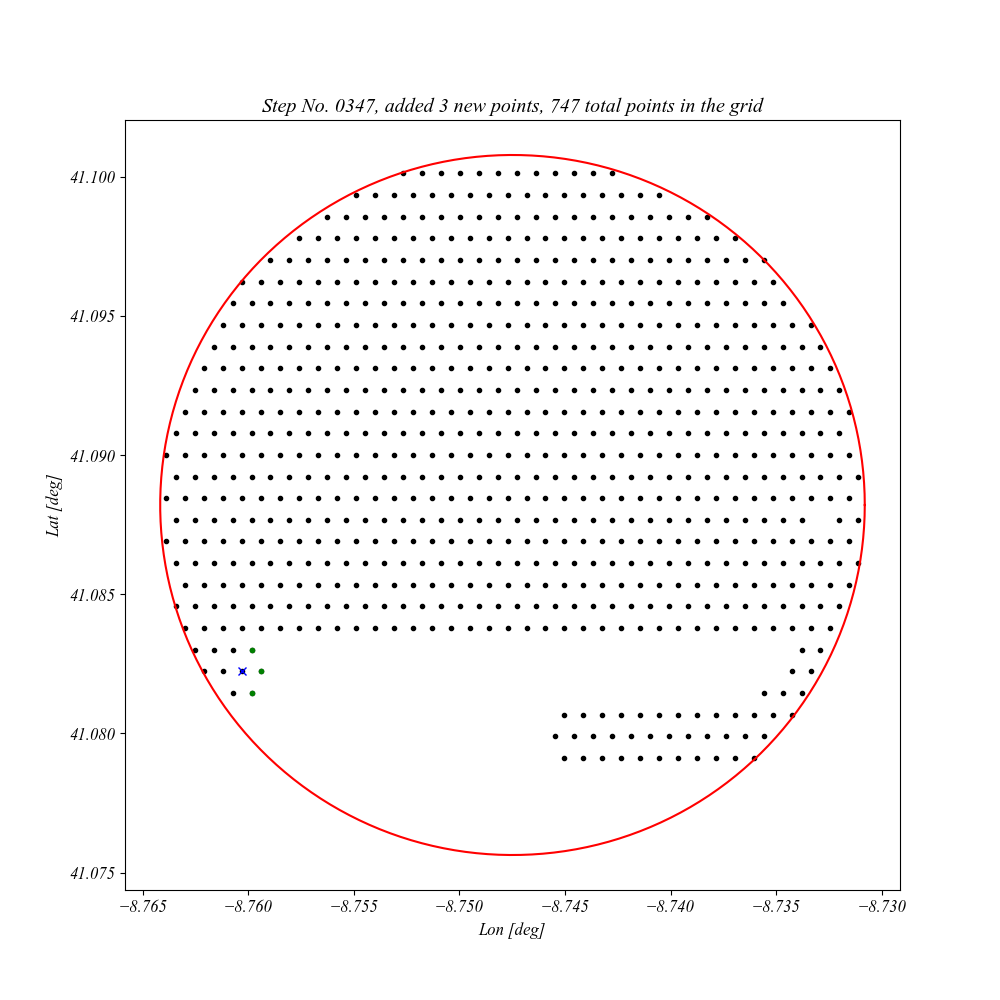 Step No. 0347, added 3 new points, 747 total points in the grid
41.100
41.095
41.090
41.085
41.080
41.075
Lat [deg]
−8.765 −8.760 −8.755 −8.750 −8.745 −8.740 −8.735 −8.730
Lon [deg]